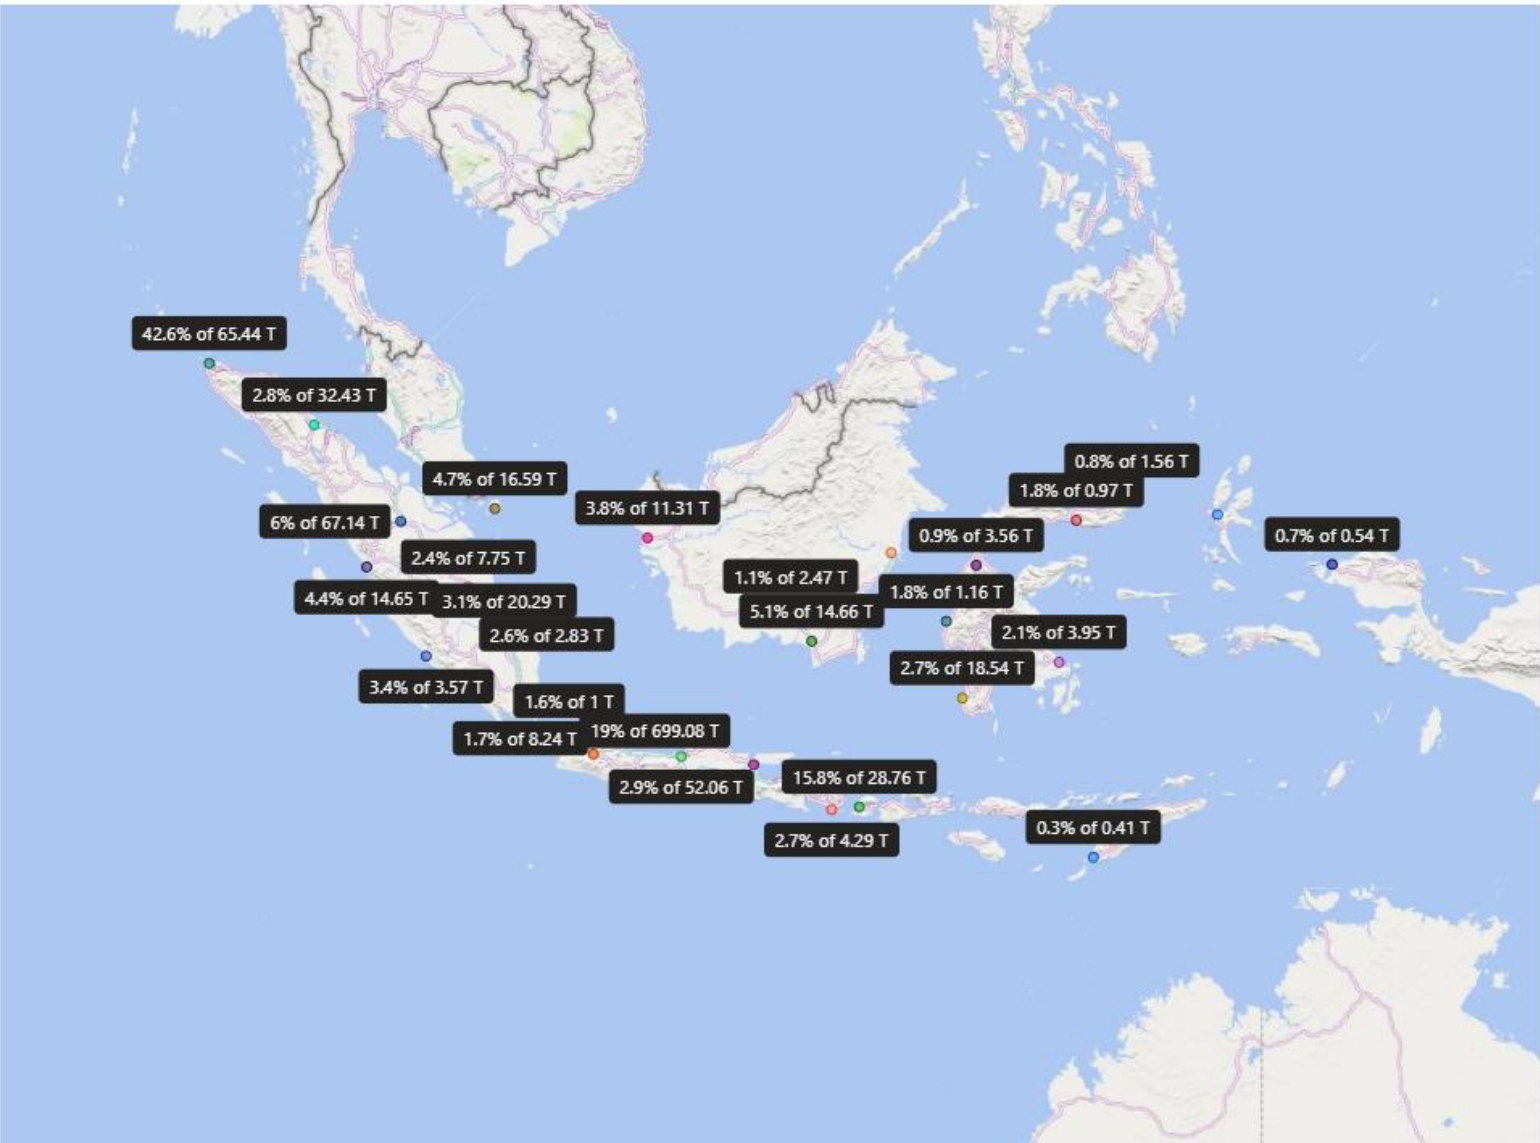 42.6% of 65.44 T
2.8% of 32.43 T
0.8% of 1.56 T
4.7% of 16.59 T
1.8% of 0.97 T
3.8% of 11.31 T
6% of 67.14 T
0.9% of 3.56 T
0.7% of 0.54 T
2.4% of 7.75 T
1.1% of 2.47 T
1.8% of 1.16 T
4.4% of 14.65 T
3.1% of 20.29 T
5.1% of 14.66 T
2.6% of 2.83 T
2.1% of 3.95 T
2.7% of 18.54 T
3.4% of 3.57 T
1.6% of 1 T
19% of 699.08 T
1.7% of 8.24 T
15.8% of 28.76 T
2.9% of 52.06 T
0.3% of 0.41 T
2.7% of 4.29 T